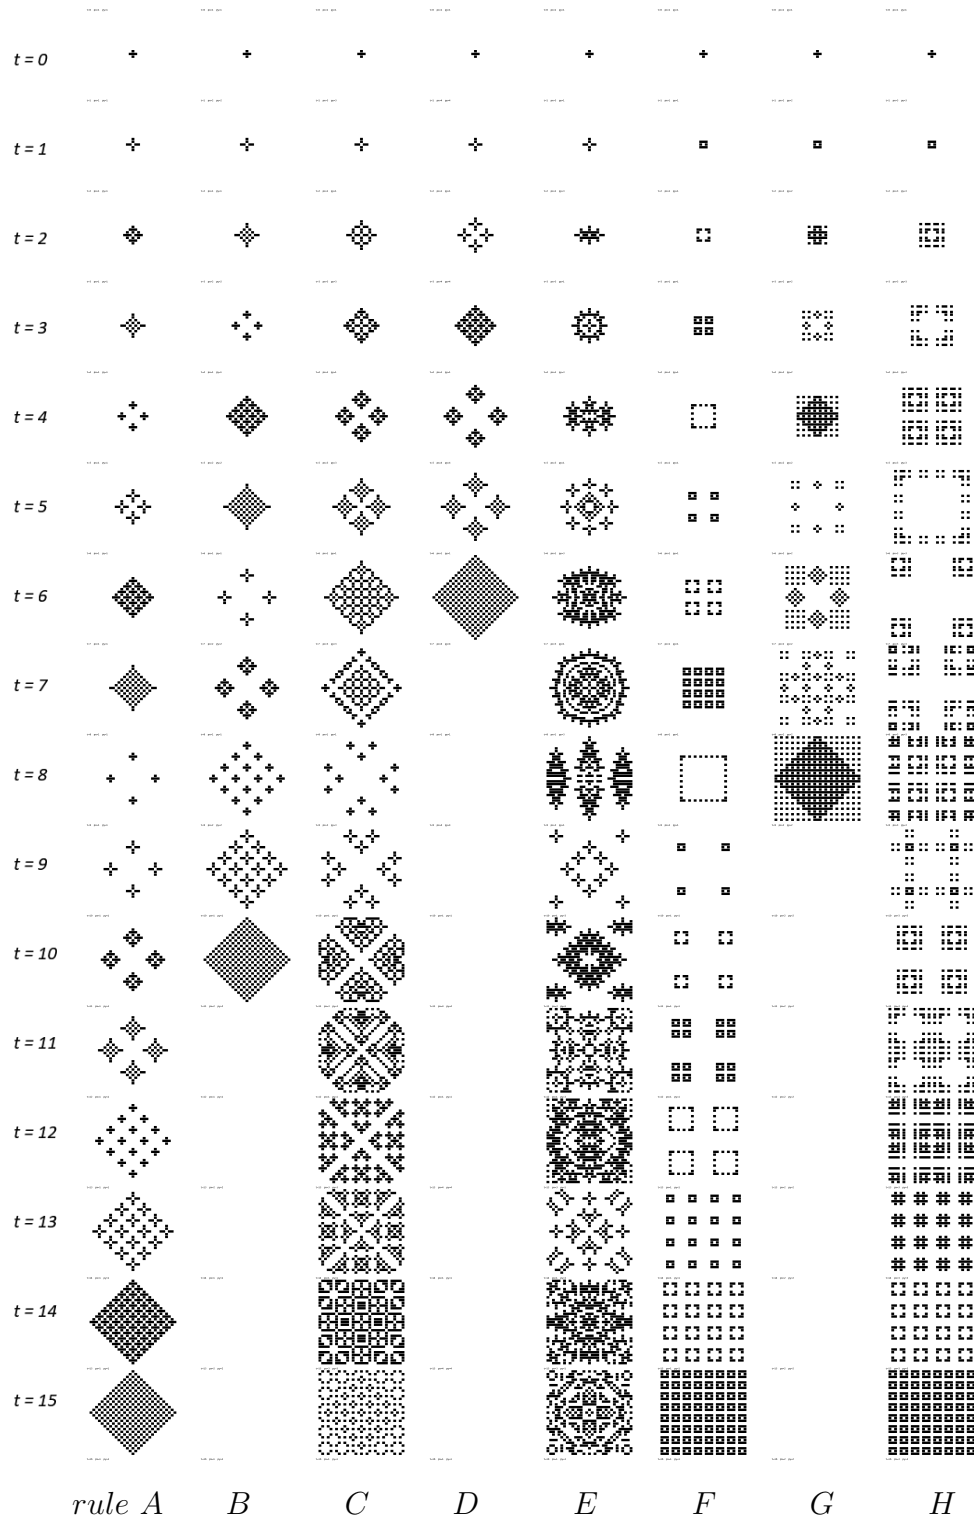 t = 0
t = 1
t = 2
t = 3
t = 4
t = 5
t = 6
t = 7
t = 8
t = 9
t = 10
t = 11
t = 12
t = 13
t = 14
t = 15
rule A B C D E F G H